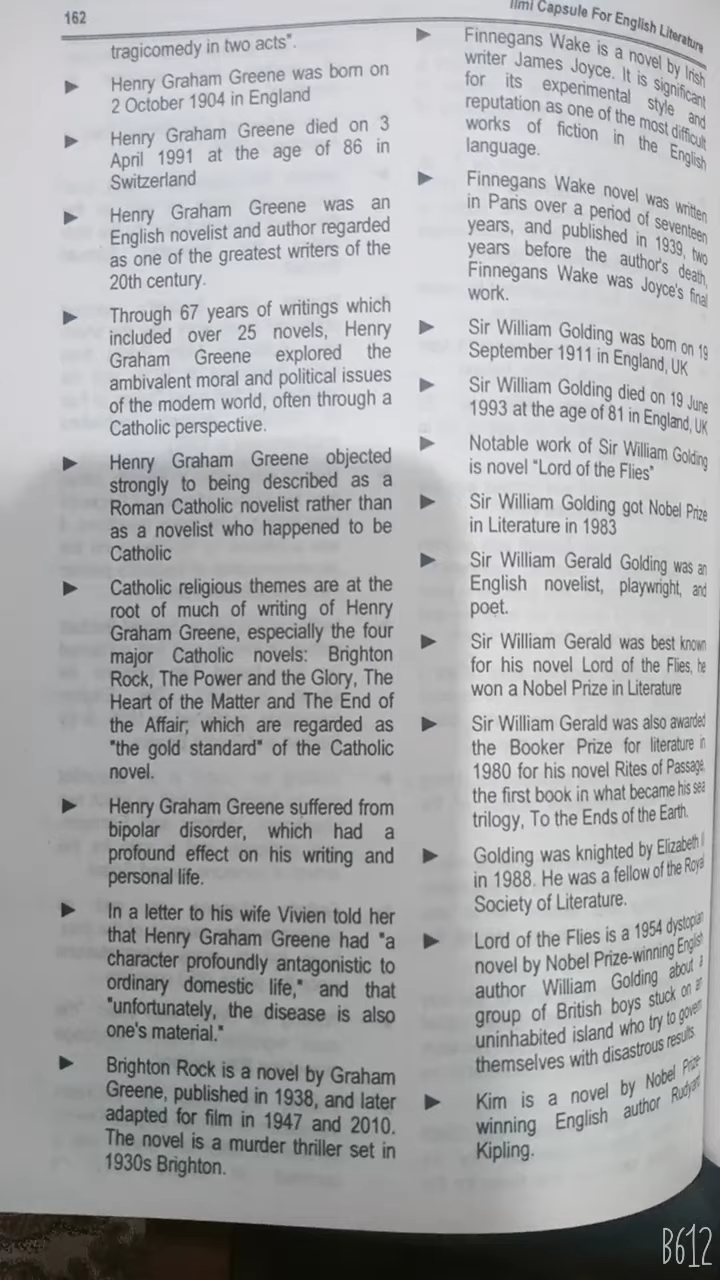 162
Ilmi Capsule For English Literature
tragicomedy in two acts".
► Henry Graham Greene was born on
2 October 1904 in England
► Henry Graham Greene died on 3
April 1991 at the age of 86 in
Switzerland
► Henry Graham Greene was an
English novelist and author regarded
as one of the greatest writers of the
20th century.
► Through 67 years of writings which
included over 25 novels, Henry
Graham Greene explored the
ambivalent moral and political issues
of the modern world, often through a
Catholic perspective.
► Henry Graham Greene objected
strongly to being described as a
Roman Catholic novelist rather than
as a novelist who happened to be
Catholic
► Catholic religious themes are at the
root of much of writing of Henry
Graham Greene, especially the four
major Catholic novels: Brighton
Rock, The Power and the Glory, The
Heart of the Matter and The End of
the Affair; which are regarded as
"the gold standard" of the Catholic
novel.
► Henry Graham Greene suffered from
bipolar disorder, which had a
profound effect on his writing and
personal life.
► In a letter to his wife Vivien told her
that Henry Graham Greene had "a
character profoundly antagonistic to
ordinary domestic life," and that
"unfortunately, the disease is also
one's material."
► Brighton Rock is a novel by Graham
Greene, published in 1938, and later
adapted for film in 1947 and 2010.
The novel is a murder thriller set in
1930s Brighton.
► Finnegans Wake is a novel by Irish
writer James Joyce. It is significant
for its experimental style and
reputation as one of the most difficult
works of fiction in the English
language.
► Finnegans Wake novel was written
in Paris over a period of seventeen
years, and published in 1939, two
years before the author's death,
Finnegans Wake was Joyce's final
work.
► Sir William Golding was born on 19
September 1911 in England, UK
► Sir William Golding died on 19 June
1993 at the age of 81 in England, UK
► Notable work of Sir William Golding
is novel "Lord of the Flies"
► Sir William Golding got Nobel Prize
in Literature in 1983
► Sir William Gerald Golding was an
English novelist, playwright, and
poet.
► Sir William Gerald was best known
for his novel Lord of the Flies, he
won a Nobel Prize in Literature
► Sir William Gerald was also awarded
the Booker Prize for literature in
1980 for his novel Rites of Passage,
the first book in what became his sea
trilogy, To the Ends of the Earth.
► Golding was knighted by Elizabeth II
in 1988. He was a fellow of the Royal
Society of Literature.
► Lord of the Flies is a 1954 dystopian
novel by Nobel Prize-winning English
author William Golding about a
group of British boys stuck on an
uninhabited island who try to govern
themselves with disastrous results.
► Kim is a novel by Nobel Prize-
winning English author Rudyard
Kipling.
B612